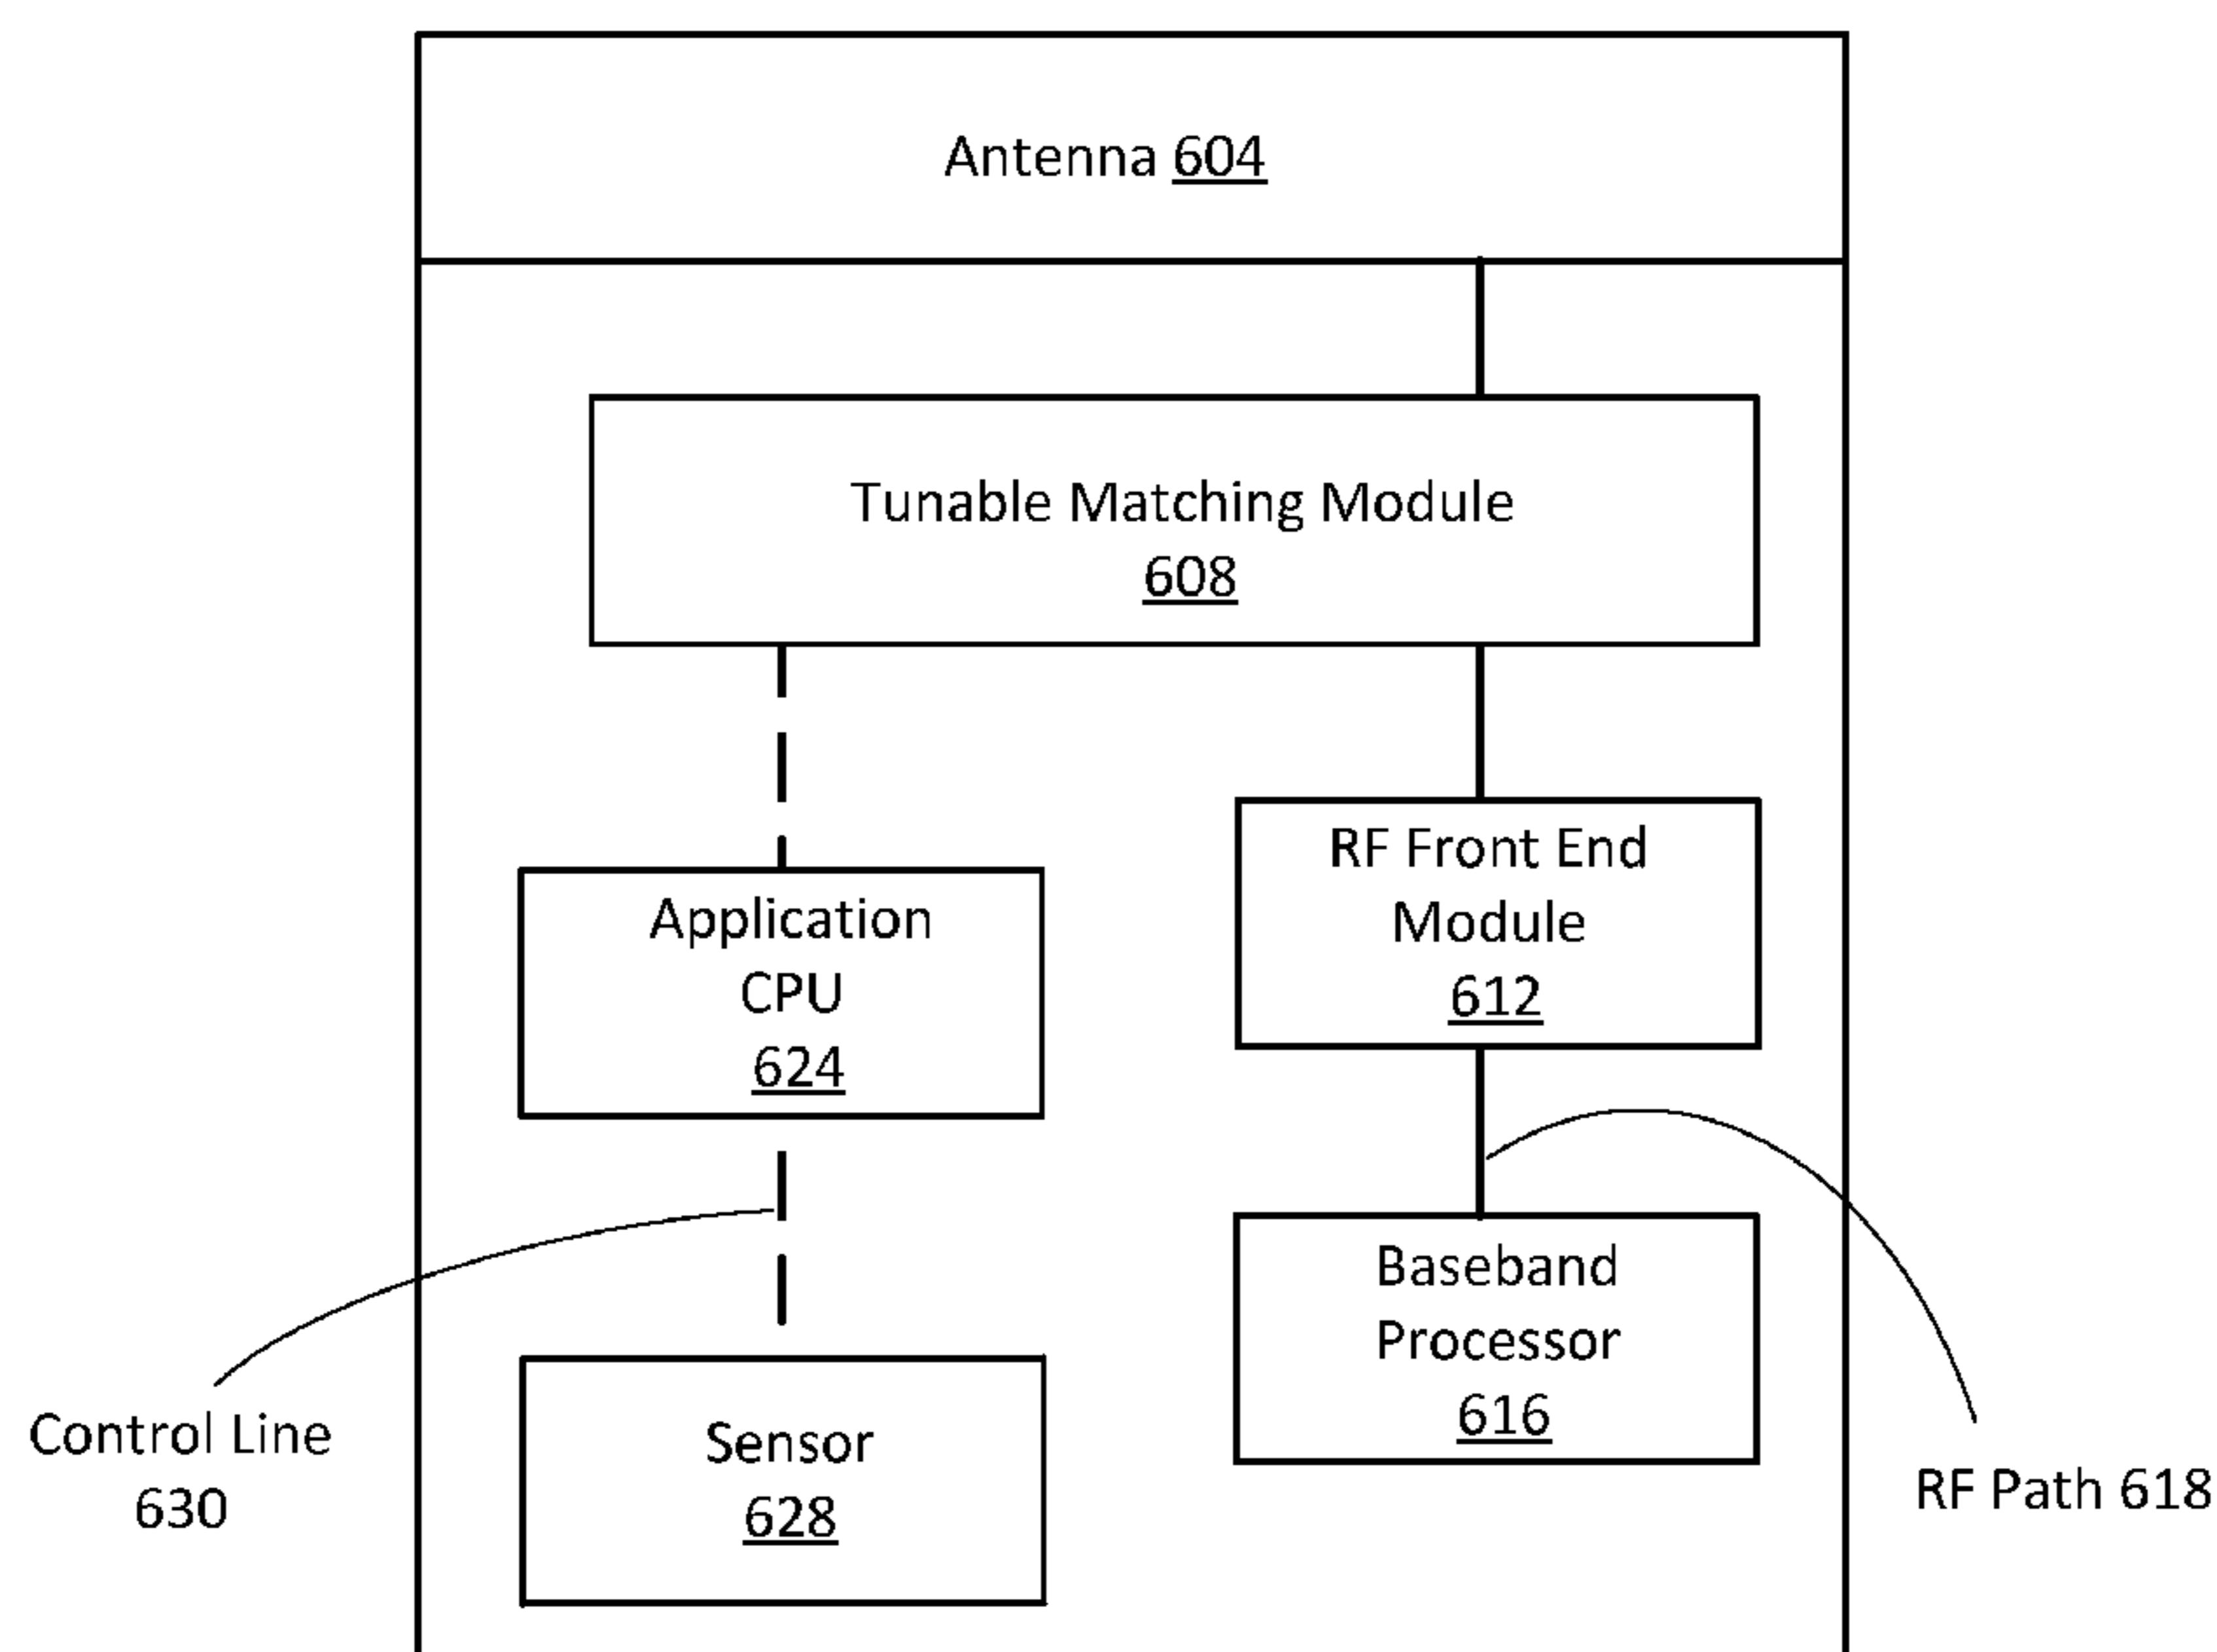 Antenna 604
Tunable Matching Module
608
RF Front End
Module
612
Application
CPU
624
Baseband
Processor
616
Sensor
628
Control Line
630
RF Path 618